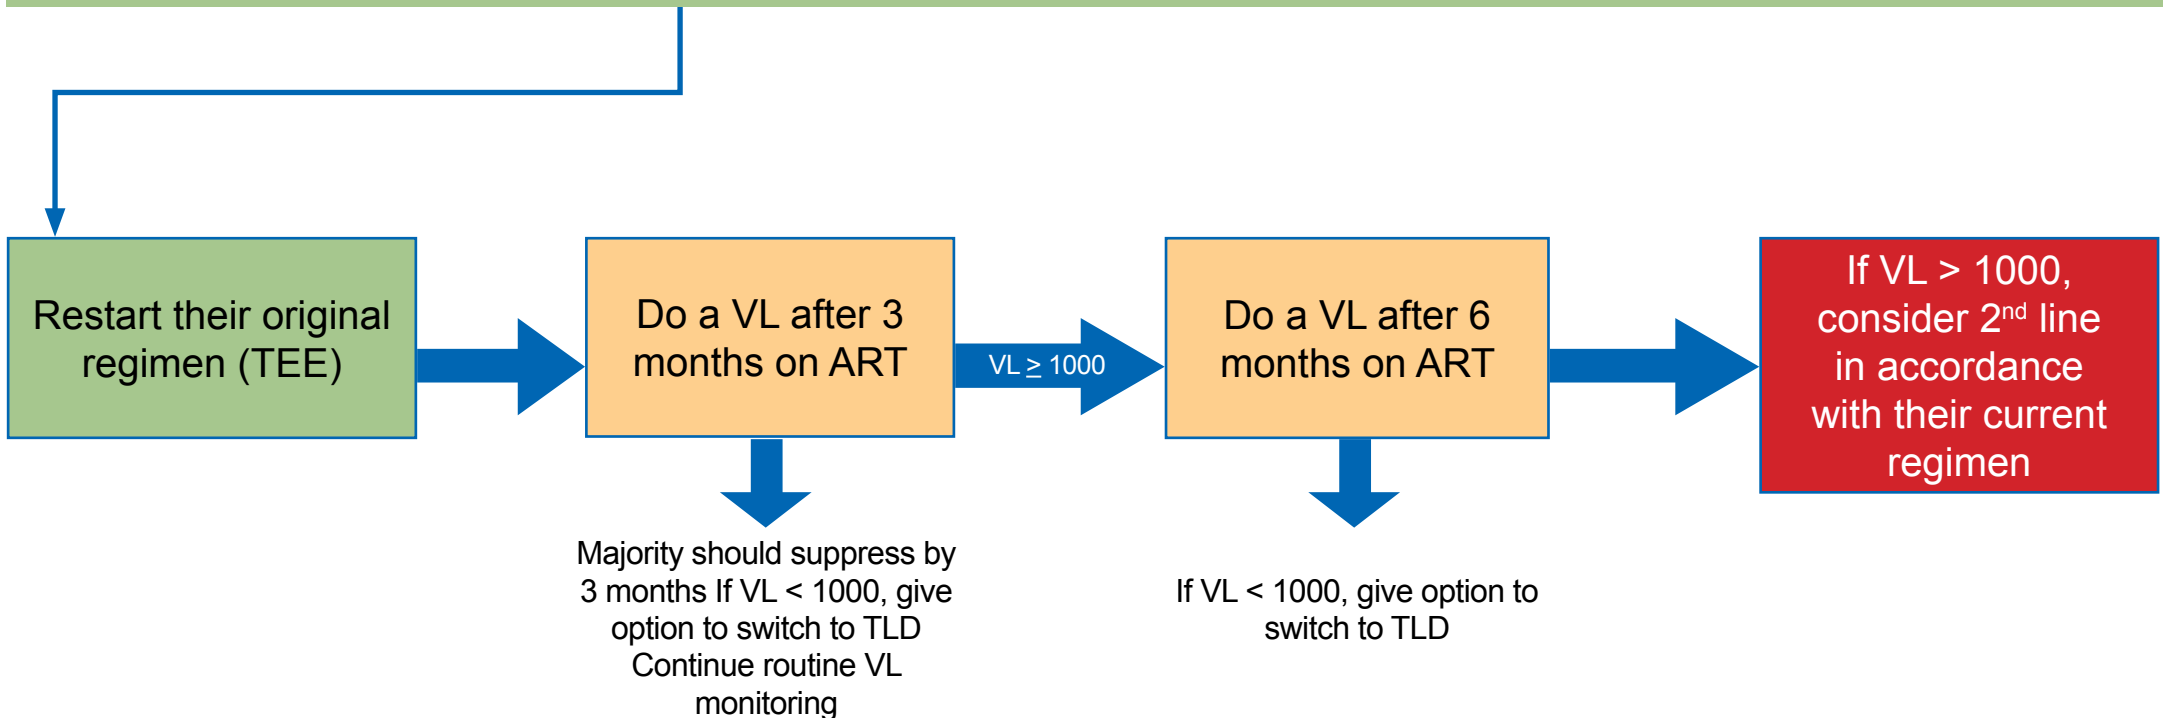 Restart their original
regimen (TEE)
Do a VL after 3
months on ART
VL ≥ 1000
Do a VL after 6
months on ART
If VL > 1000,
consider 2nd line
in accordance
with their current
regimen
Majority should suppress by
3 months If VL < 1000, give
option to switch to TLD
Continue routine VL
monitoring
If VL < 1000, give option to
switch to TLD